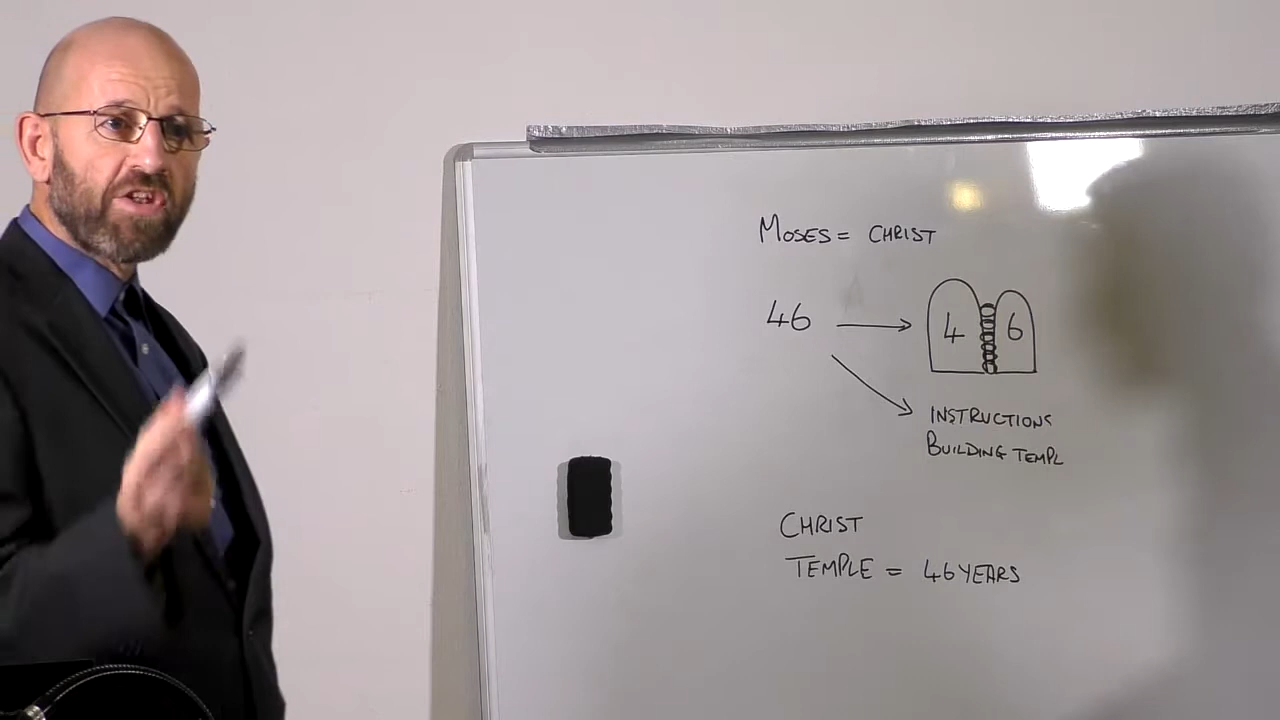 MOSES = CHRIST
46
4 6
INSTRUCTIONS
BUILDING TEMPL
CHRIST
TEMPLE = 46 YEARS